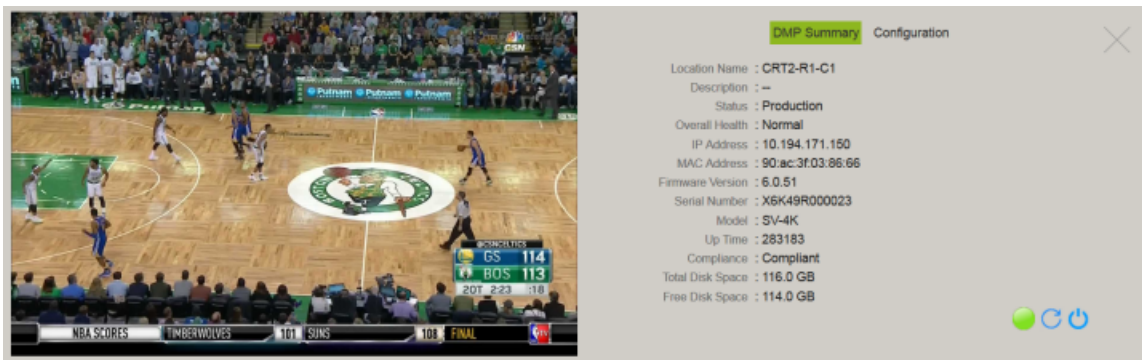 CSN
Putnam Putnam Putnam
@CSNCELTICS
GS 114
BOS 113
2OT 2:23 :18
NBA SCORES TIMBERWOLVES 101 SUNS 108 FINAL
DMP Summary Configuration
Location Name : CRT2-R1-C1
Description : --
Status : Production
Overall Health : Normal
IP Address : 10.194.171.150
MAC Address : 90:ac:3f:03:86:66
Firmware Version : 6.0.51
Serial Number : X6K49R000023
Model : SV-4K
Up Time : 283183
Compliance : Compliant
Total Disk Space : 116.0 GB
Free Disk Space : 114.0 GB